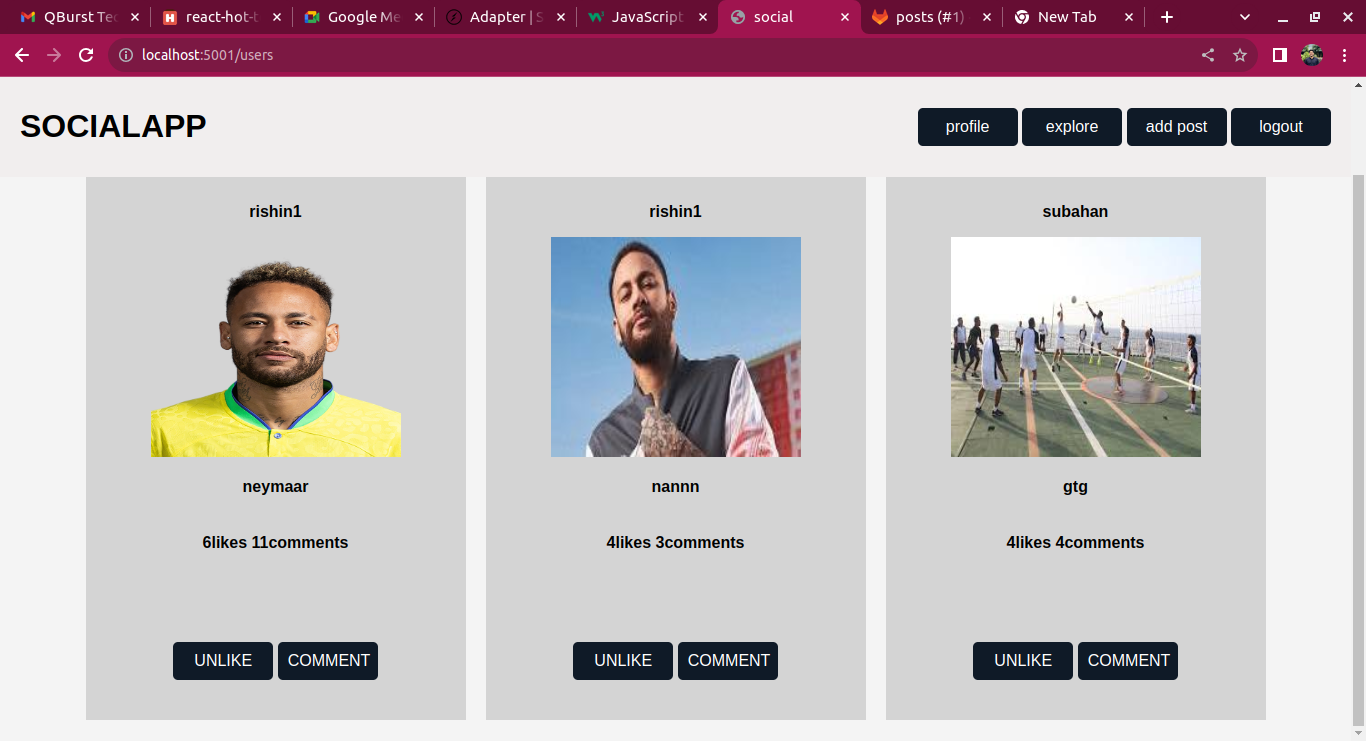 QBurst Tec
react-hot-t
Google Me
Adapter | S
JavaScript
social
posts (#1)
New Tab
localhost:5001/users
SOCIALAPP
profile
explore
add post
logout
rishin1
rishin1
subahan
neymaar
nannn
gtg
6likes 11comments
4likes 3comments
4likes 4comments
UNLIKE
COMMENT
UNLIKE
COMMENT
UNLIKE
COMMENT